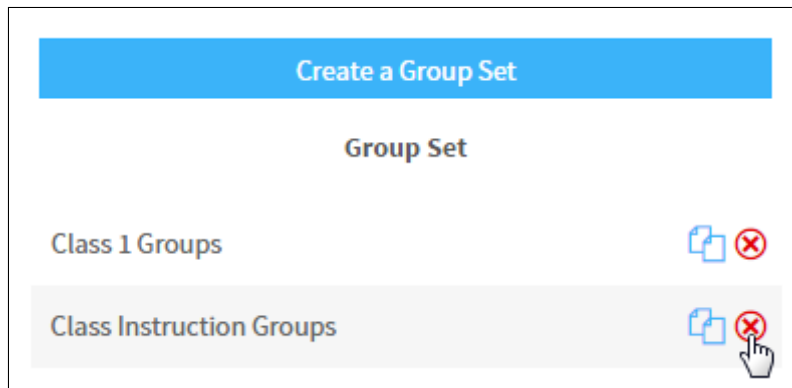 Create a Group Set
Group Set
Class 1 Groups
Class Instruction Groups